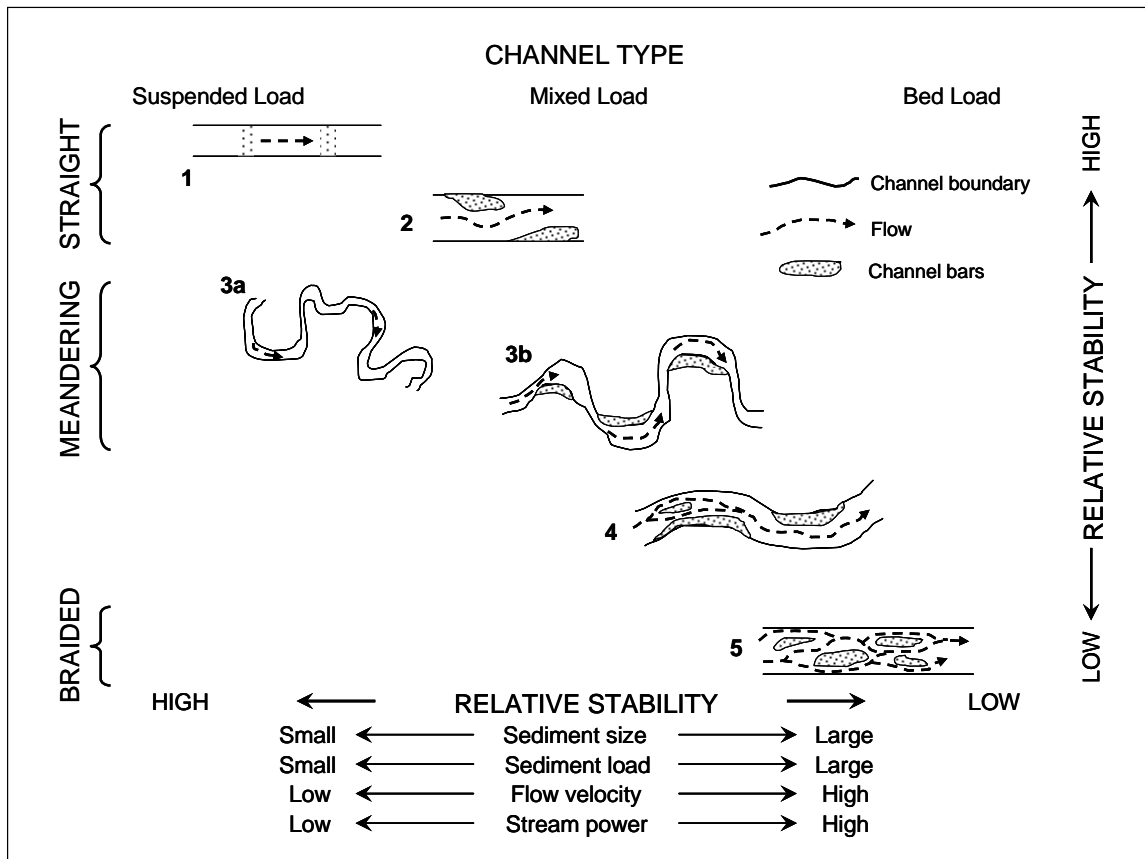 CHANNEL TYPE
Suspended Load Mixed Load Bed Load
STRAIGHT
1
2
Channel boundary
Flow
Channel bars
HIGH
RELATIVE STABILITY
LOW
MEANDERING
3a
3b
4
BRAIDED
5
HIGH RELATIVE STABILITY LOW
Small Sediment size Large
Small Sediment load Large
Low Flow velocity High
Low Stream power High